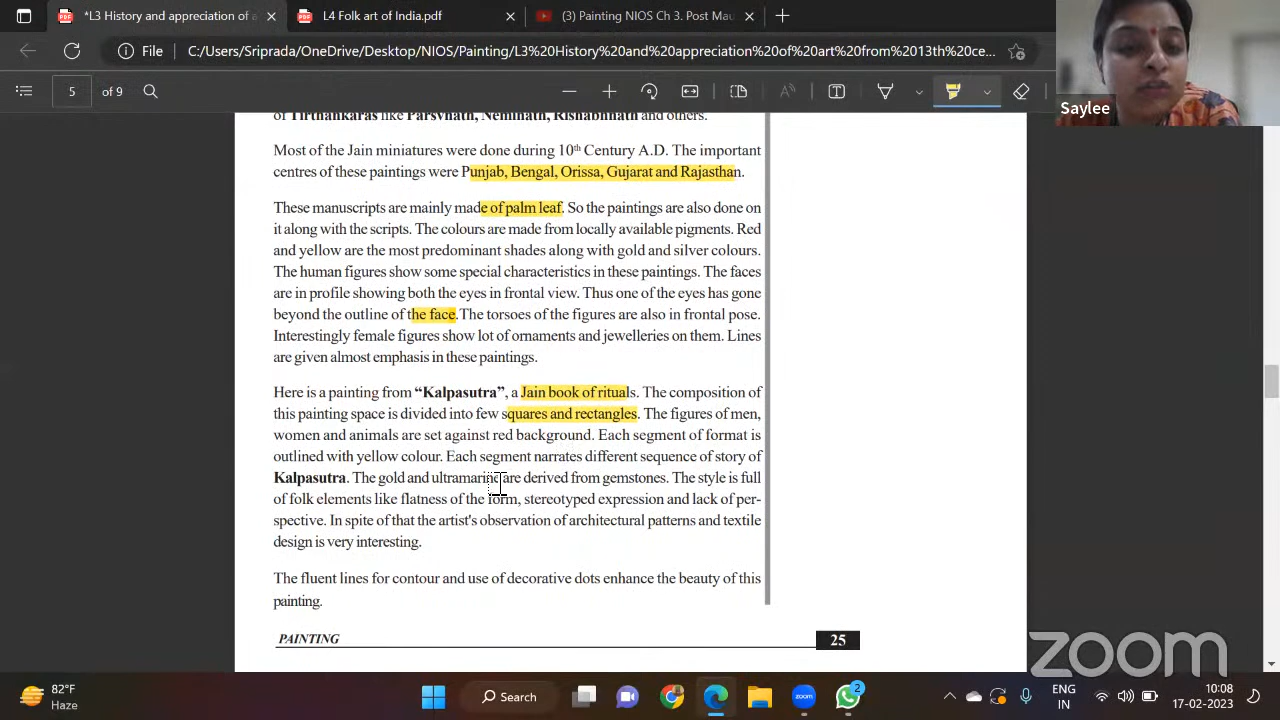 *L3 History and appreciation of a
L4 Folk art of India.pdf
(3) Painting NIOS Ch 3. Post Mau
File
C:/Users/Sriprada/OneDrive/Desktop/NIOS/Painting/L3%20History%20and%20appreciation%20of%20art%20from%2013th%20ce...
5 of 9
Saylee
of Tirthankaras like Parsvnath, Neminath, Rishabhnath and others.
Most of the Jain miniatures were done during 10th Century A.D. The important
centres of these paintings were Punjab, Bengal, Orissa, Gujarat and Rajasthan.
These manuscripts are mainly made of palm leaf. So the paintings are also done on
it along with the scripts. The colours are made from locally available pigments. Red
and yellow are the most predominant shades along with gold and silver colours.
The human figures show some special characteristics in these paintings. The faces
are in profile showing both the eyes in frontal view. Thus one of the eyes has gone
beyond the outline of the face.The torsoes of the figures are also in frontal pose.
Interestingly female figures show lot of ornaments and jewelleries on them. Lines
are given almost emphasis in these paintings.
Here is a painting from “Kalpasutra”, a Jain book of rituals. The composition of
this painting space is divided into few squares and rectangles. The figures of men,
women and animals are set against red background. Each segment of format is
outlined with yellow colour. Each segment narrates different sequence of story of
Kalpasutra. The gold and ultramarine are derived from gemstones. The style is full
of folk elements like flatness of the form, stereotyped expression and lack of per-
spective. In spite of that the artist's observation of architectural patterns and textile
design is very interesting.
The fluent lines for contour and use of decorative dots enhance the beauty of this
painting.
PAINTING
25
zoom
82°F
Haze
Search
zoom
2
ENG
IN
10:08
17-02-2023